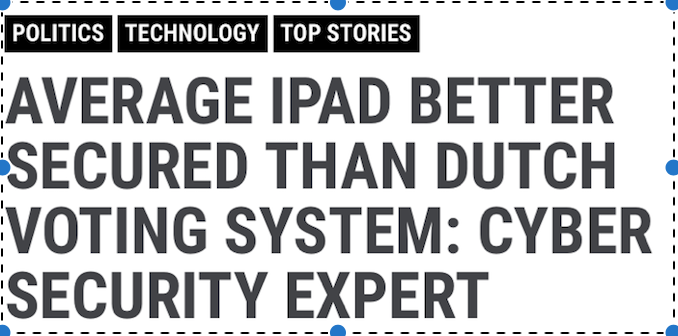 POLITICS TECHNOLOGY TOP STORIES
AVERAGE IPAD BETTER
SECURED THAN DUTCH
VOTING SYSTEM: CYBER
SECURITY EXPERT